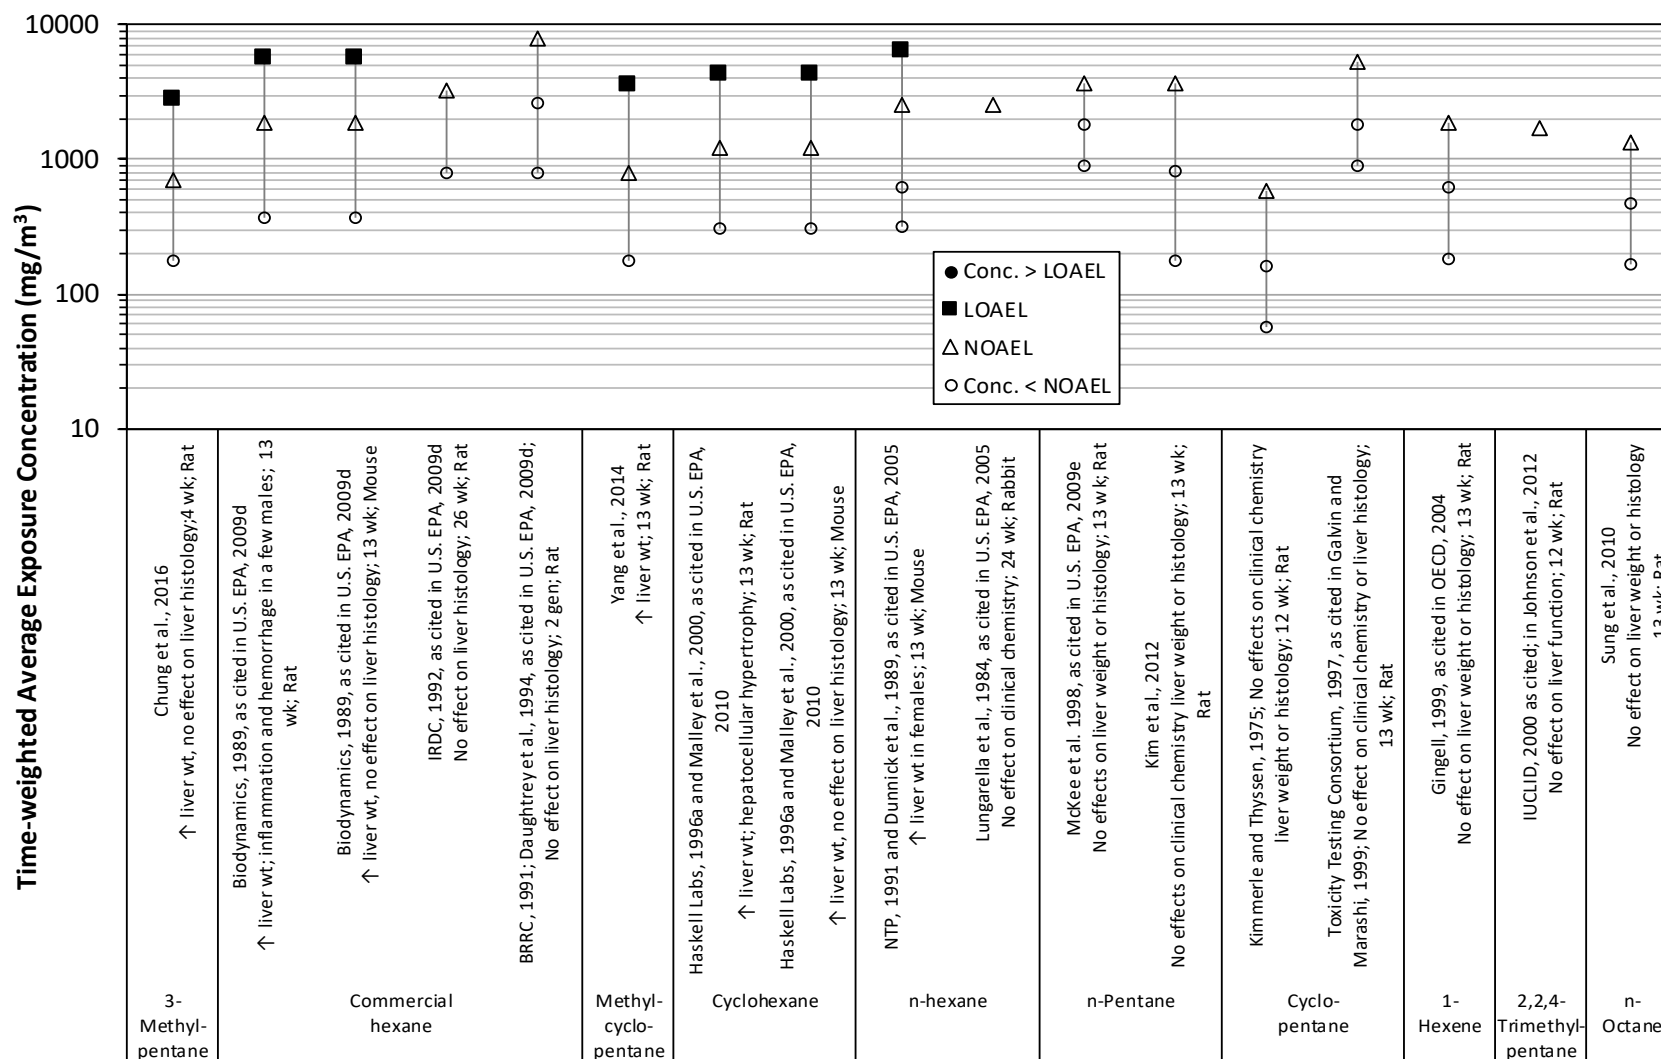 Time-weighted Average Exposure Concentration (mg/m³)
10000
1000
100
10
Conc. > LOAEL
LOAEL
NOAEL
Conc. < NOAEL
Chung et al., 2016
↑ liver wt, no effect on liver histology;4 wk; Rat
Biodynamics, 1989, as cited in U.S. EPA, 2009d
↑ liver wt; inflammation and hemorrhage in a few males; 13
wk; Rat
Biodynamics, 1989, as cited in U.S. EPA, 2009d
↑ liver wt, no effect on liver histology; 13 wk; Mouse
IRDC, 1992, as cited in U.S. EPA, 2009d
No effect on liver histology; 26 wk; Rat
BRRC, 1991; Daughtrey et al., 1994, as cited in U.S. EPA, 2009d;
No effect on liver histology; 2 gen; Rat
Yang et al., 2014
↑ liver wt; 13 wk; Rat
Haskell Labs, 1996a and Malley et al., 2000, as cited in U.S. EPA,
2010
↑ liver wt; hepatocellular hypertrophy; 13 wk; Rat
Haskell Labs, 1996a and Malley et al., 2000, as cited in U.S. EPA,
2010
↑ liver wt, no effect on liver histology; 13 wk; Mouse
NTP, 1991 and Dunnick et al., 1989, as cited in U.S. EPA, 2005
↑ liver wt in females; 13 wk; Mouse
Lungarella et al., 1984, as cited in U.S. EPA, 2005
No effect on clinical chemistry; 24 wk; Rabbit
McKee et al. 1998, as cited in U.S. EPA, 2009e
No effects on liver weight or histology; 13 wk; Rat
Kim et al., 2012
No effects on clinical chemistry liver weight or histology; 13 wk;
Rat
Kimmerle and Thyssen, 1975; No effects on clinical chemistry
liver weight or histology; 12 wk; Rat
Toxicity Testing Consortium, 1997, as cited in Galvin and
Marashi, 1999; No effect on clinical chemistry or liver histology;
13 wk; Rat
Gingell, 1999, as cited in OECD, 2004
No effect on liver weight or histology; 13 wk; Rat
IUCLID, 2000 as cited; in Johnson et al., 2012
No effect on liver function; 12 wk; Rat
Sung et al., 2010
No effect on liver weight or histology
13 wk; Rat
3-
Methyl-
pentane
Commercial
hexane
Methyl-
cyclo-
pentane
Cyclohexane
n-hexane
n-Pentane
Cyclo-
pentane
1-
Hexene
2,2,4-
Trimethyl-
pentane
n-
Octane